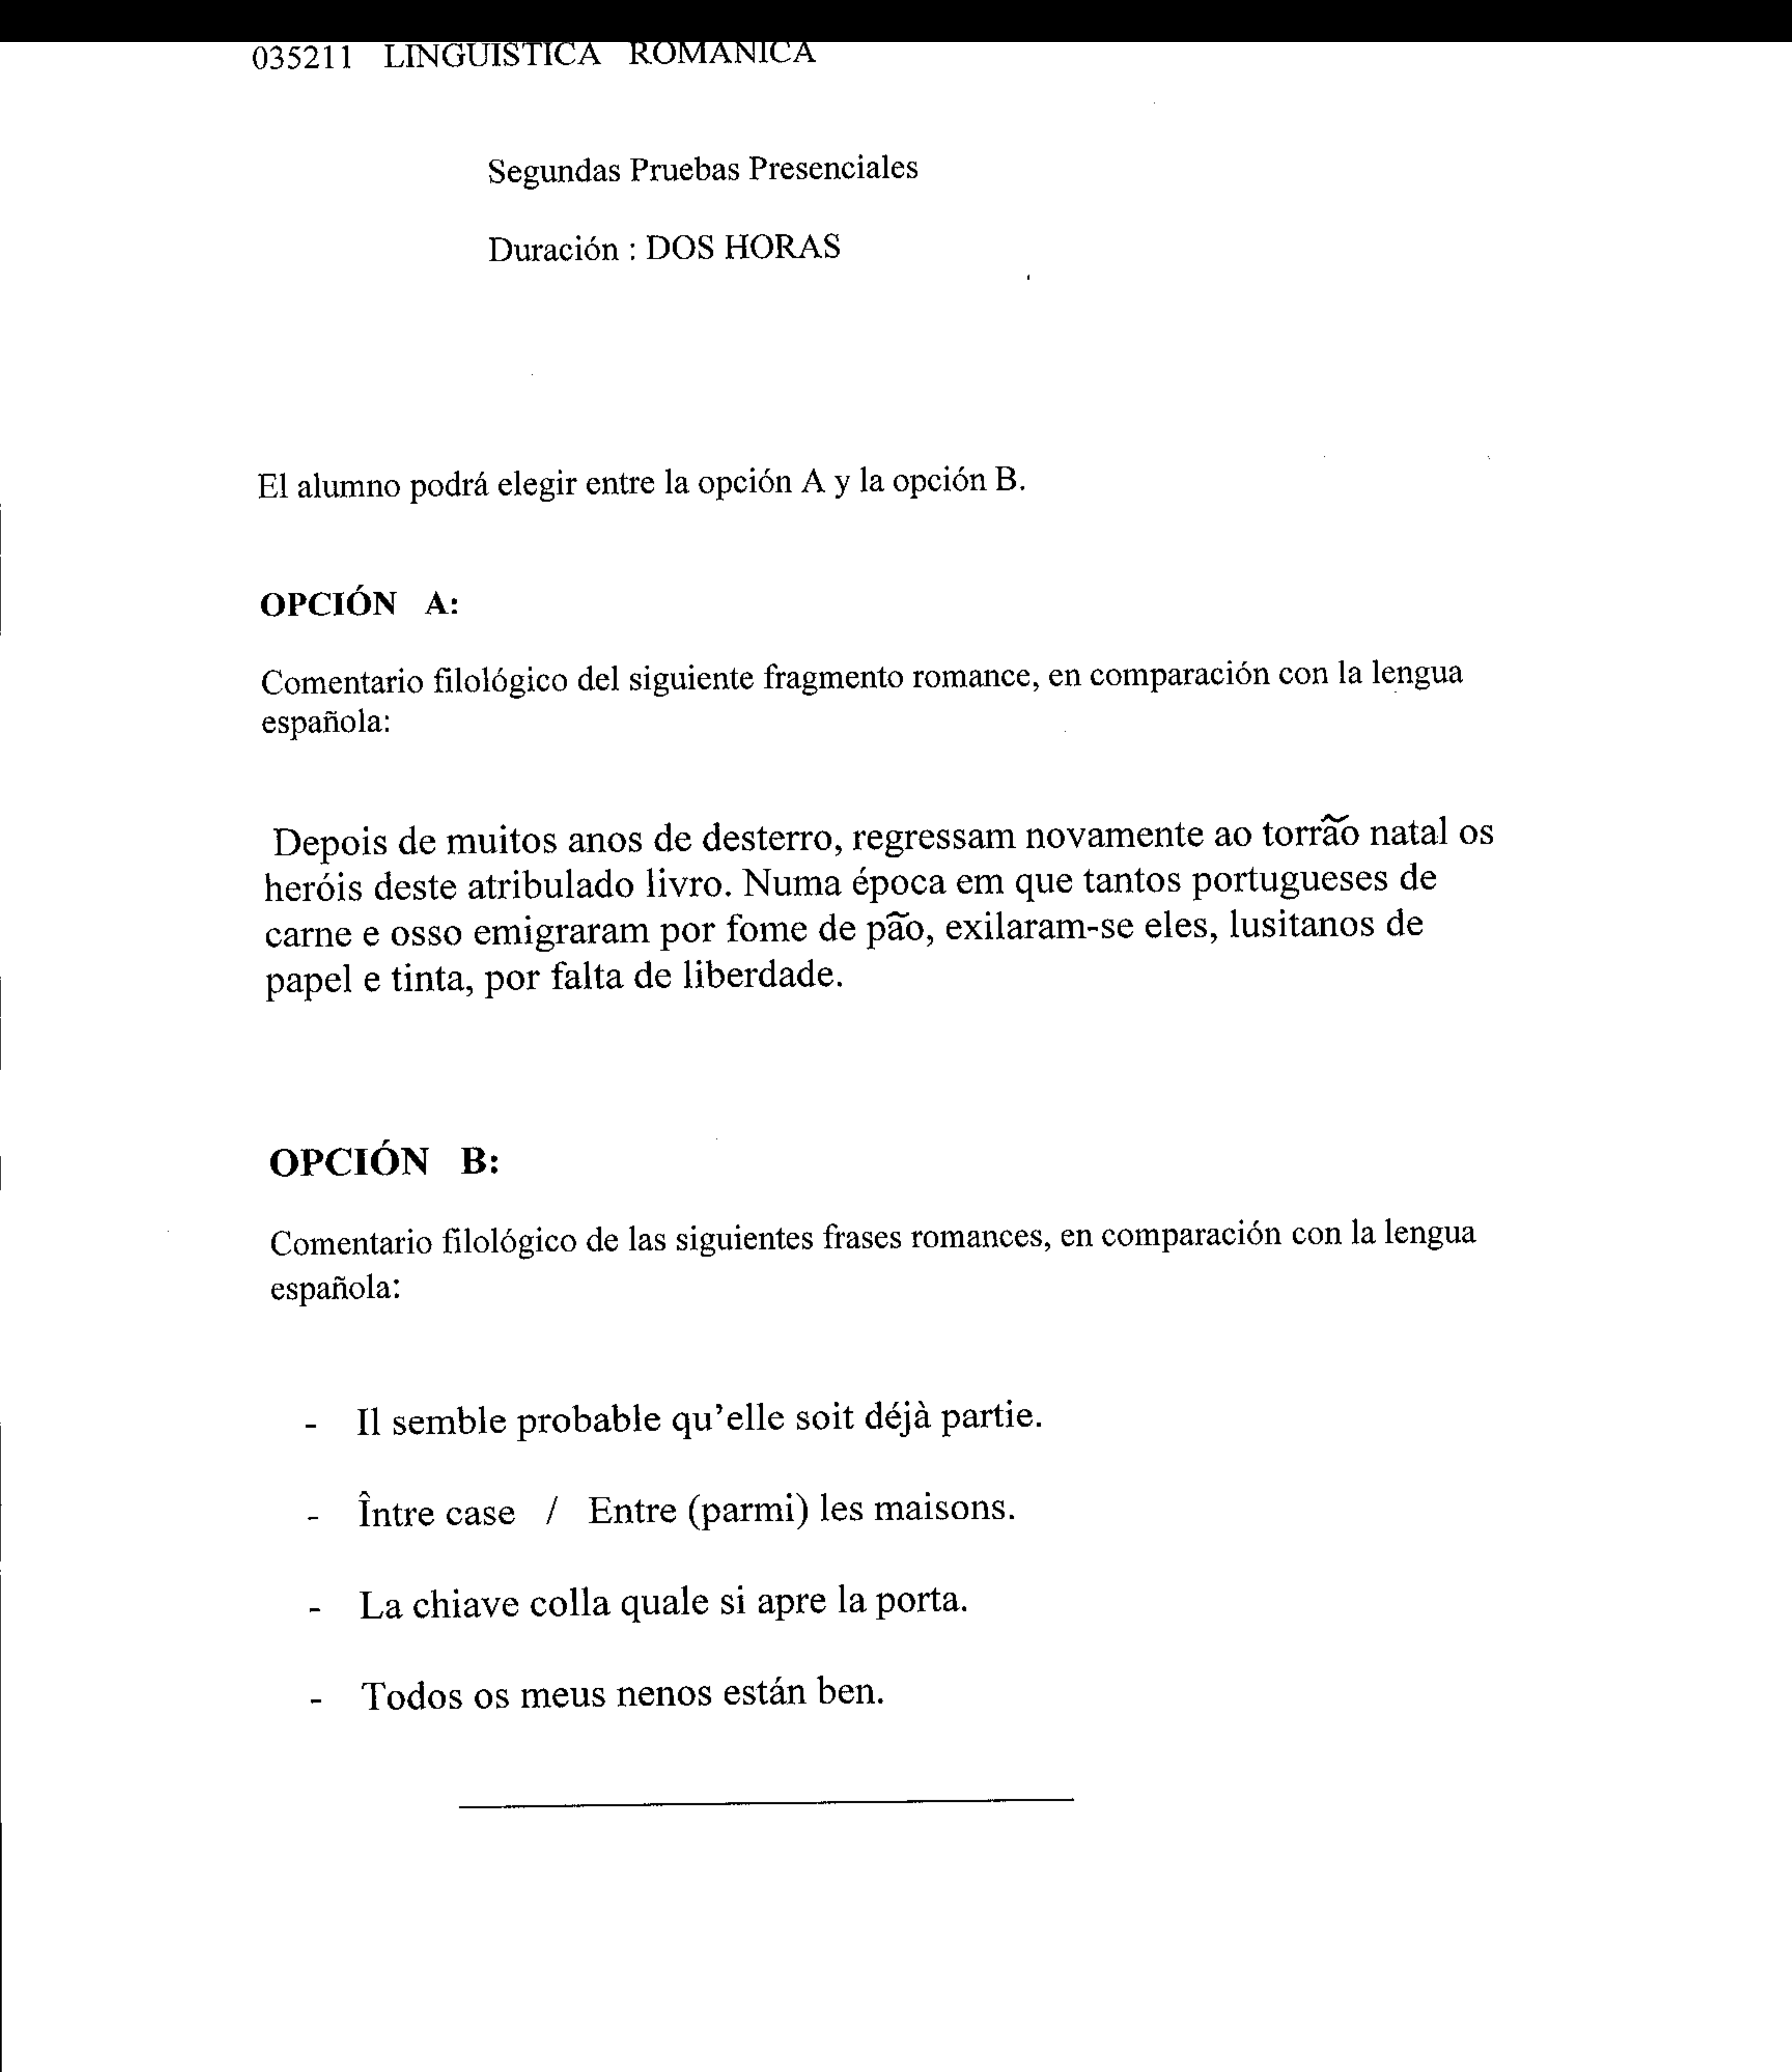 035211 LINGUISTICA ROMANICA
Segundas Pruebas Presenciales
Duración : DOS HORAS
El alumno podrá elegir entre la opción A y la opción B.
OPCIÓN A:
Comentario filológico del siguiente fragmento romance, en comparación con la lengua
española:
Depois de muitos anos de desterro, regressam novamente ao torrão natal os
heróis deste atribulado livro. Numa época em que tantos portugueses de
carne e osso emigraram por fome de pão, exilaram-se eles, lusitanos de
papel e tinta, por falta de liberdade.
OPCIÓN B:
Comentario filológico de las siguientes frases romances, en comparación con la lengua
española:
- Il semble probable qu'elle soit déjà partie.
- Între case / Entre (parmi) les maisons.
- La chiave colla quale si apre la porta.
- Todos os meus nenos están ben.